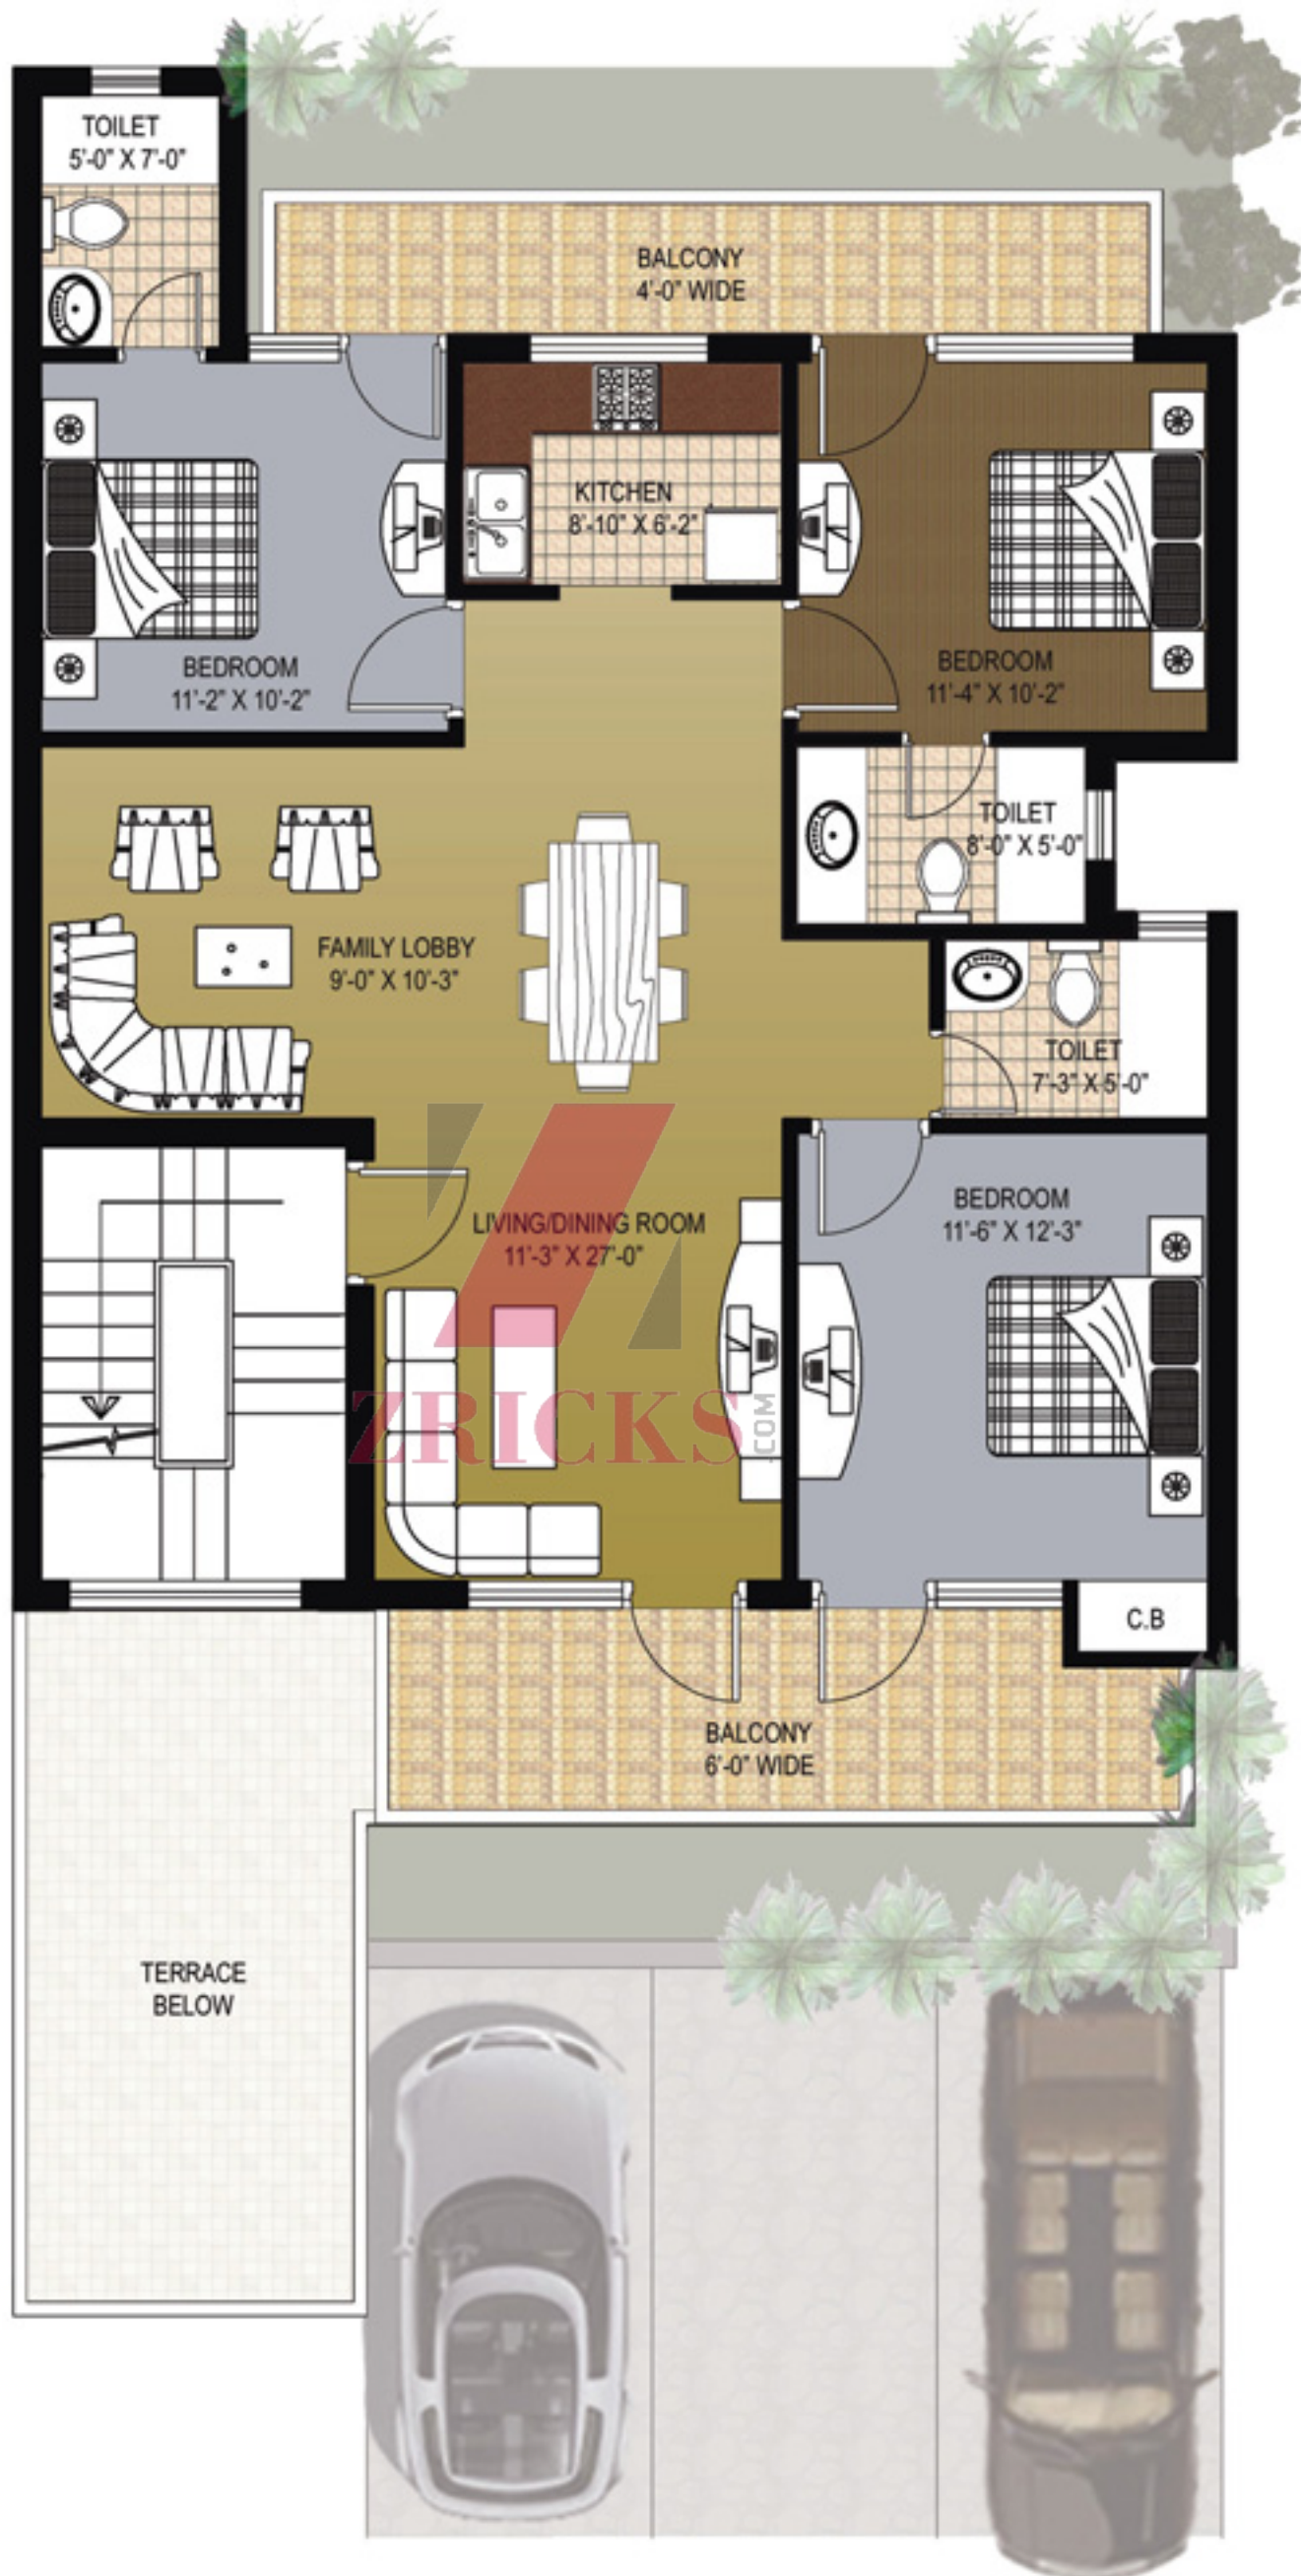 TOILET
5'-0" X 7'-0"
BALCONY
4'-0" WIDE
KITCHEN
8'-10" X 6'-2"
BEDROOM
11'-2" X 10'-2"
BEDROOM
11'-4" X 10'-2"
TOILET
8'-0" X 5'-0"
FAMILY LOBBY
9'-0" X 10'-3"
TOILET
7'-3" X 5'-0"
BEDROOM
11'-6" X 12'-3"
LIVING/DINING ROOM
11'-3" X 27'-0"
ZRICKS.COM
C.B
BALCONY
6'-0" WIDE
TERRACE
BELOW